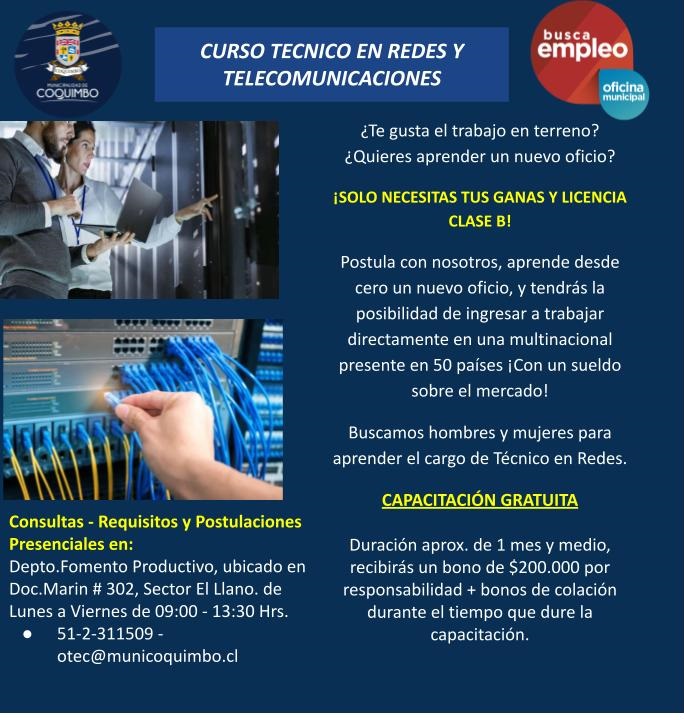 COQUIMBO
MUNICIPALIDAD DE
COQUIMBO
CURSO TECNICO EN REDES Y
TELECOMUNICACIONES
busca
empleo
oficina
municipal
¿Te gusta el trabajo en terreno?
¿Quieres aprender un nuevo oficio?
¡SOLO NECESITAS TUS GANAS Y LICENCIA
CLASE B!
Postula con nosotros, aprende desde
cero un nuevo oficio, y tendrás la
posibilidad de ingresar a trabajar
directamente en una multinacional
presente en 50 países ¡Con un sueldo
sobre el mercado!
Buscamos hombres y mujeres para
aprender el cargo de Técnico en Redes.
CAPACITACIÓN GRATUITA
Duración aprox. de 1 mes y medio,
recibirás un bono de $200.000 por
responsabilidad + bonos de colación
durante el tiempo que dure la
capacitación.
Consultas - Requisitos y Postulaciones
Presenciales en:
Depto.Fomento Productivo, ubicado en
Doc.Marin # 302, Sector El Llano. de
Lunes a Viernes de 09:00 - 13:30 Hrs.
● 51-2-311509 -
otec@municoquimbo.cl